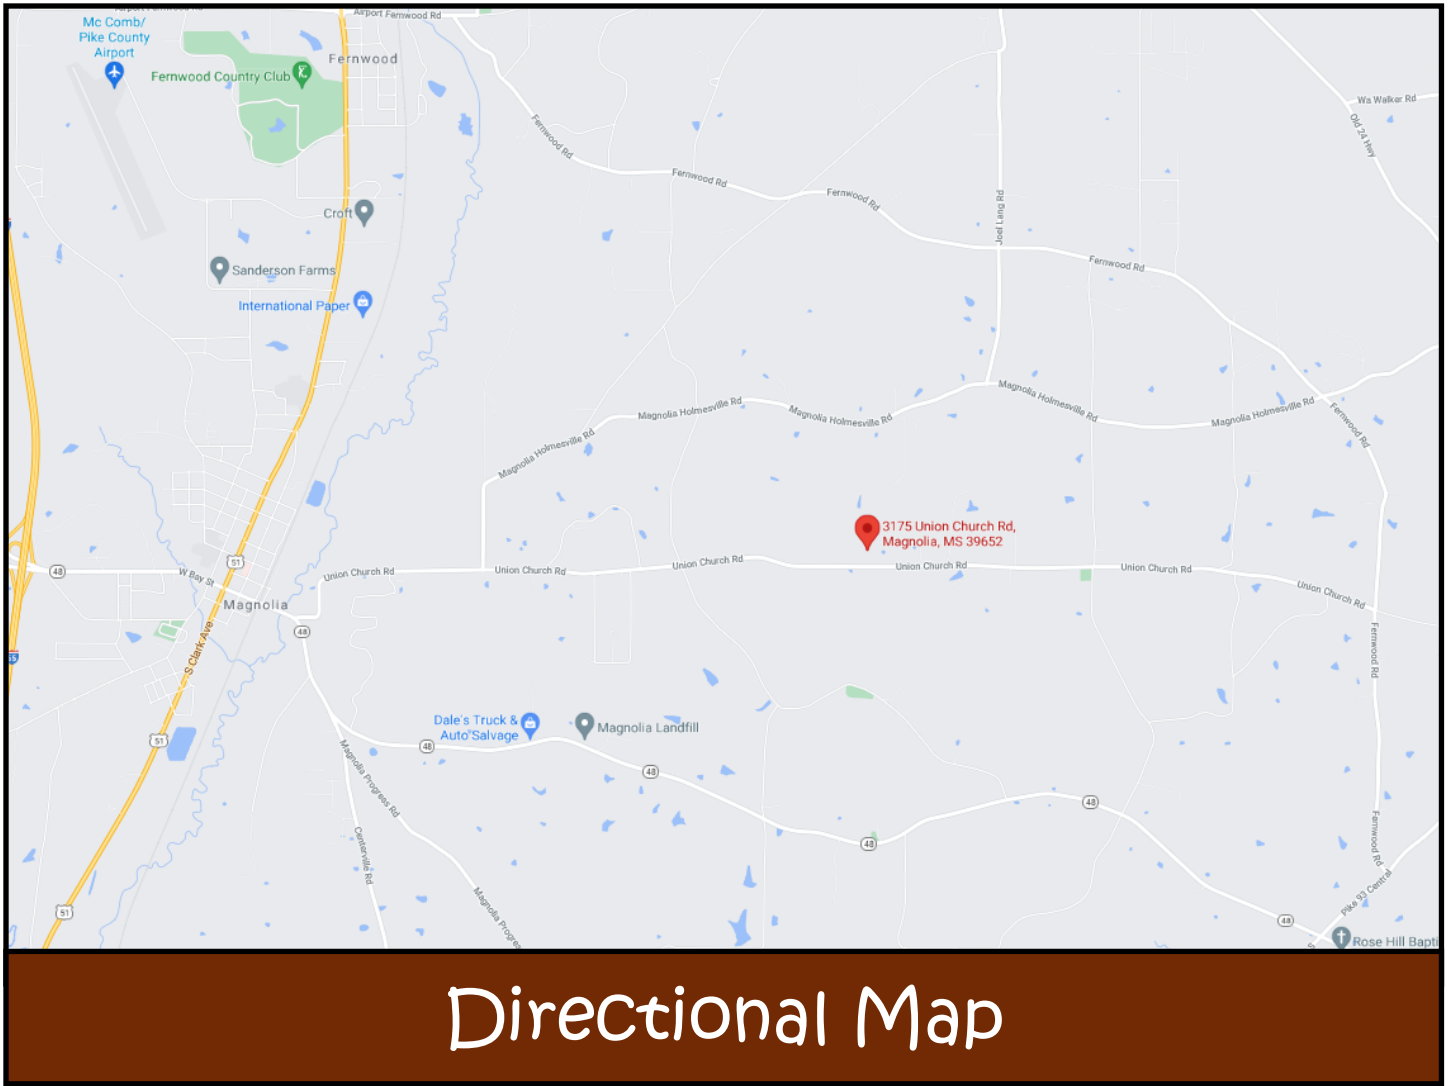 Airport Fernwood Rd
Airport Fernwood Rd
Mc Comb/
Pike County
Airport
Fernwood Country Club
Fernwood
Wa Walker Rd
Old 24 Hwy
Fernwood Rd
Fernwood Rd
Fernwood Rd
Joel Lang Rd
Fernwood Rd
Croft
Sanderson Farms
International Paper
Magnolia Holmesville Rd
Magnolia Holmesville Rd
Magnolia Holmesville Rd
Magnolia Holmesville Rd
Magnolia Holmesville Rd
Fernwood Rd
3175 Union Church Rd,
Magnolia, MS 39652
51
48
W Bay St
Union Church Rd
Union Church Rd
Union Church Rd
Union Church Rd
Union Church Rd
Union Church Rd
Magnolia
48
S Clark Ave
Fernwood Rd
Dale's Truck &
Auto Salvage
Magnolia Landfill
51
48
48
48
48
Magnolia Progress Rd
Centerville Rd
Fernwood Rd
Pike 93 Central
Magnolia Progres
51
48
Rose Hill Bapti
Directional Map